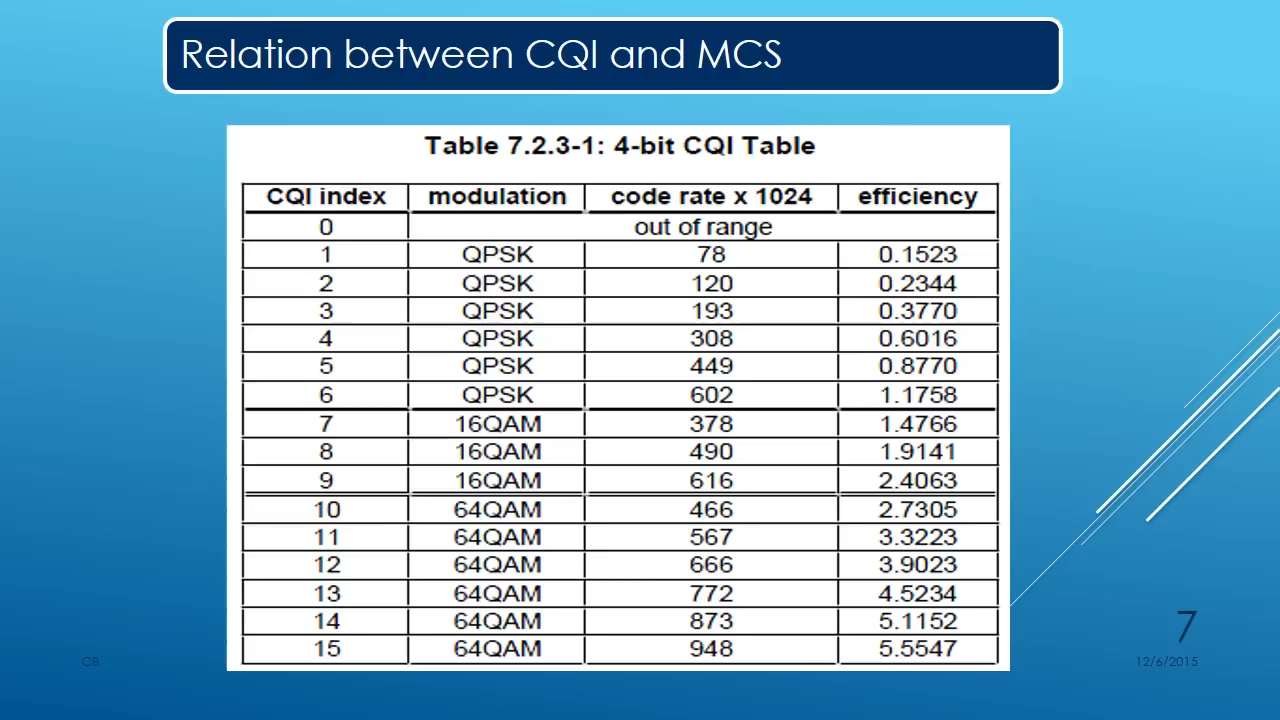 Relation between CQI and MCS
Table 7.2.3-1: 4-bit CQI Table
CQI index modulation code rate x 1024 efficiency
0 out of range
1 QPSK 78 0.1523
2 QPSK 120 0.2344
3 QPSK 193 0.3770
4 QPSK 308 0.6016
5 QPSK 449 0.8770
6 QPSK 602 1.1758
7 16QAM 378 1.4766
8 16QAM 490 1.9141
9 16QAM 616 2.4063
10 64QAM 466 2.7305
11 64QAM 567 3.3223
12 64QAM 666 3.9023
13 64QAM 772 4.5234
14 64QAM 873 5.1152
15 64QAM 948 5.5547
7
CB 12/6/2015